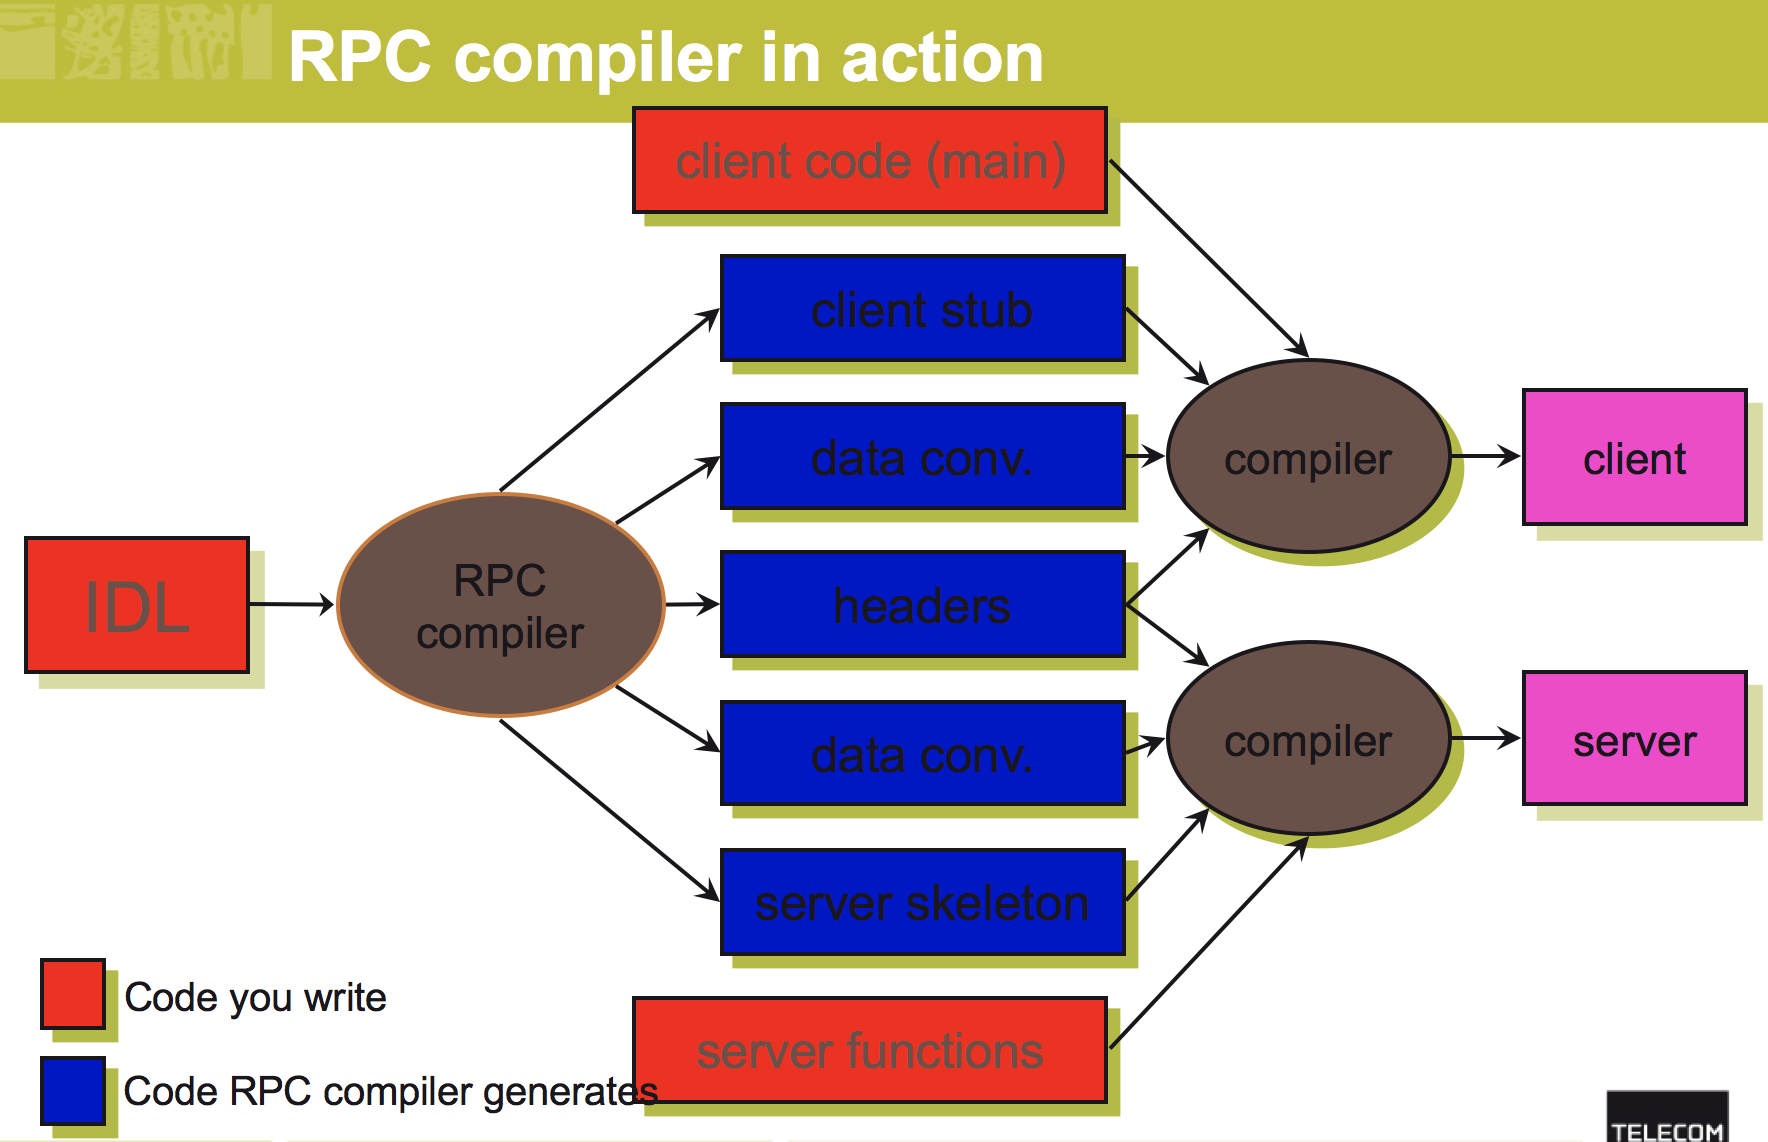 RPC compiler in action
client code (main)
client stub
data conv.
compiler
client
headers
IDL
RPC
compiler
data conv.
compiler
server
server skeleton
server functions
Code you write
Code RPC compiler generates
TELECOM